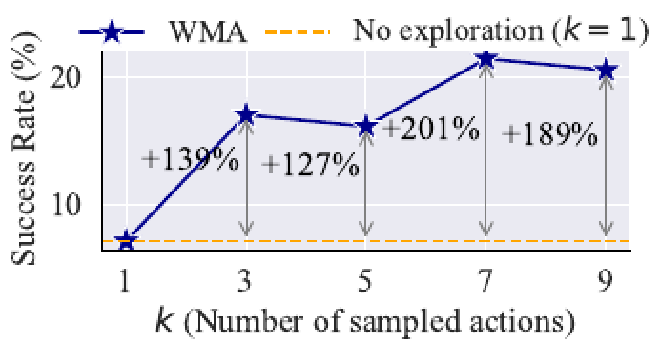 WMA No exploration (k = 1)
Success Rate (%)
20
10
+139%
+127%
+201%
+189%
1 3 5 7 9
k (Number of sampled actions)